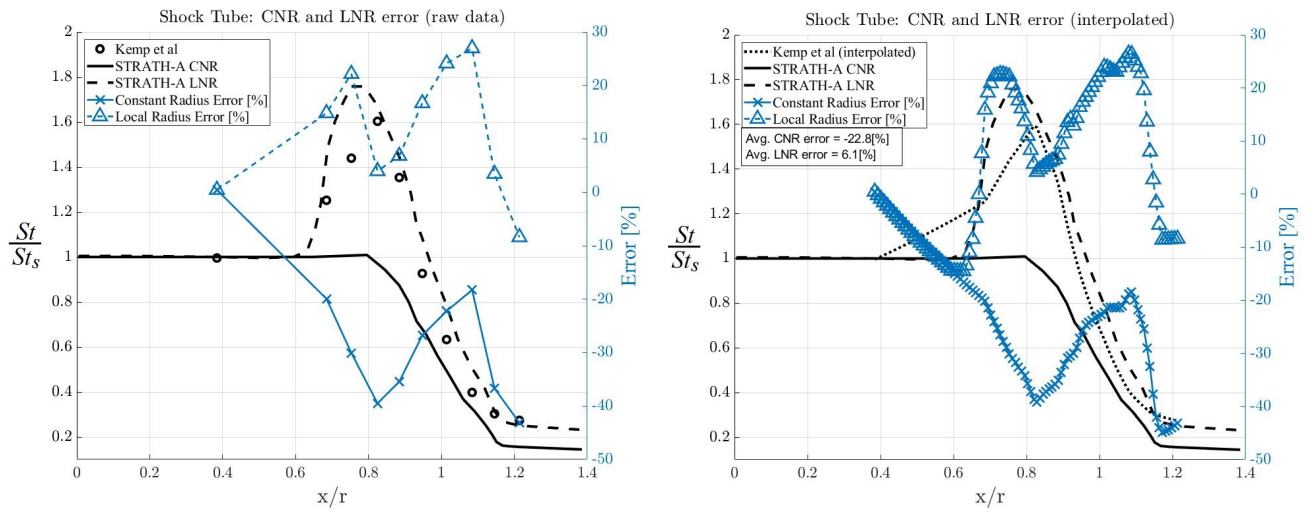 Shock Tube: CNR and LNR error (raw data)
2
1.8
1.6
1.4
1.2
1
0.8
0.6
0.4
0.2
St
St_s
Kemp et al
STRATH-A CNR
STRATH-A LNR
Constant Radius Error [%]
Local Radius Error [%]
30
20
10
0
-10
-20
-30
-40
-50
Error [%]
0 0.2 0.4 0.6 0.8 1 1.2 1.4
x/r
Shock Tube: CNR and LNR error (interpolated)
2
1.8
1.6
1.4
1.2
1
0.8
0.6
0.4
0.2
St
St_s
Kemp et al (interpolated)
STRATH-A CNR
STRATH-A LNR
Constant Radius Error [%]
Local Radius Error [%]
Avg. CNR error = -22.8[%]
Avg. LNR error = 6.1[%]
30
20
10
0
-10
-20
-30
-40
-50
Error [%]
0 0.2 0.4 0.6 0.8 1 1.2 1.4
x/r